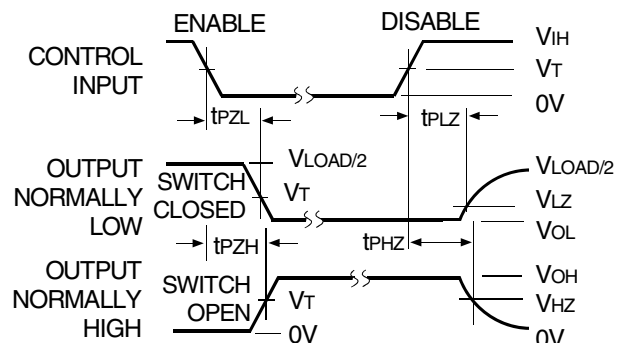 ENABLE DISABLE
CONTROL INPUT
VIH
VT
0V
tPZL
tPLZ
OUTPUT NORMALLY LOW
SWITCH CLOSED
VLOAD/2
VT
VLOAD/2
VLZ
VOL
tPZH
tPHZ
OUTPUT NORMALLY HIGH
SWITCH OPEN
VT
0V
VOH
VHZ
0V